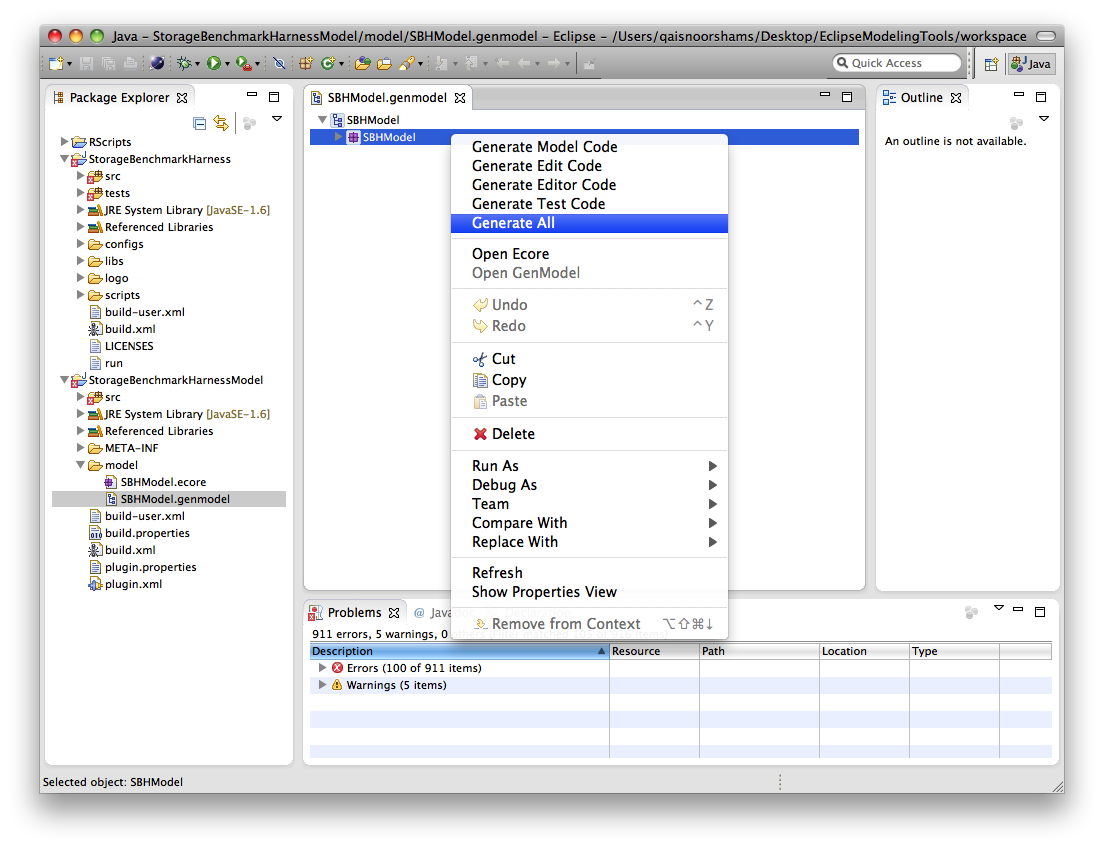 Java – StorageBenchmarkHarnessModel/model/SBHModel.genmodel – Eclipse – /Users/qaisnoorshams/Desktop/EclipseModelingTools/workspace
Quick Access
Java
Package Explorer
RScripts
StorageBenchmarkHarness
src
tests
JRE System Library [JavaSE-1.6]
Referenced Libraries
configs
libs
logo
scripts
build-user.xml
build.xml
LICENSES
run
StorageBenchmarkHarnessModel
src
JRE System Library [JavaSE-1.6]
Referenced Libraries
META-INF
model
SBHModel.ecore
SBHModel.genmodel
build-user.xml
build.properties
build.xml
plugin.properties
plugin.xml
SBHModel.genmodel
SBHModel
SBHModel
Generate Model Code
Generate Edit Code
Generate Editor Code
Generate Test Code
Generate All
Open Ecore
Open GenModel
Undo ^Z
Redo ^Y
Cut
Copy
Paste
Delete
Run As
Debug As
Team
Compare With
Replace With
Refresh
Show Properties View
Remove from Context ⌥⇧⌘↓
Outline
An outline is not available.
Problems
@ Java
911 errors, 5 warnings, 0
Description Resource Path Location Type
Errors (100 of 911 items)
Warnings (5 items)
Selected object: SBHModel